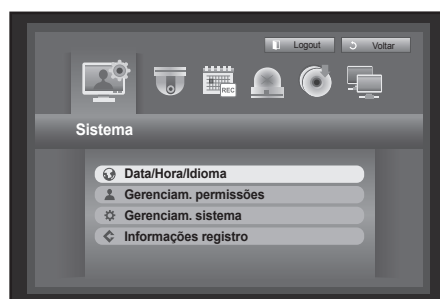 Logout
Voltar
REC
Sistema
Data/Hora/Idioma
Gerenciam. permissões
Gerenciam. sistema
Informações registro